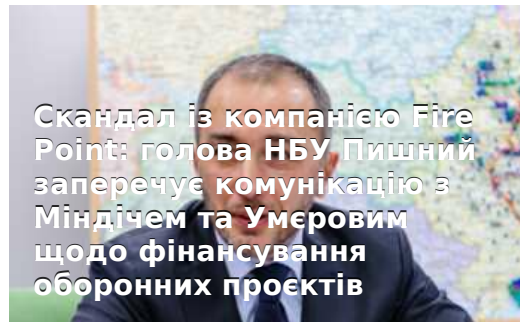 Скандал із компанією Fire
Point: голова НБУ Пишний
заперечує комунікацію з
Міндічем та Умєровим
щодо фінансування
оборонних проєктів